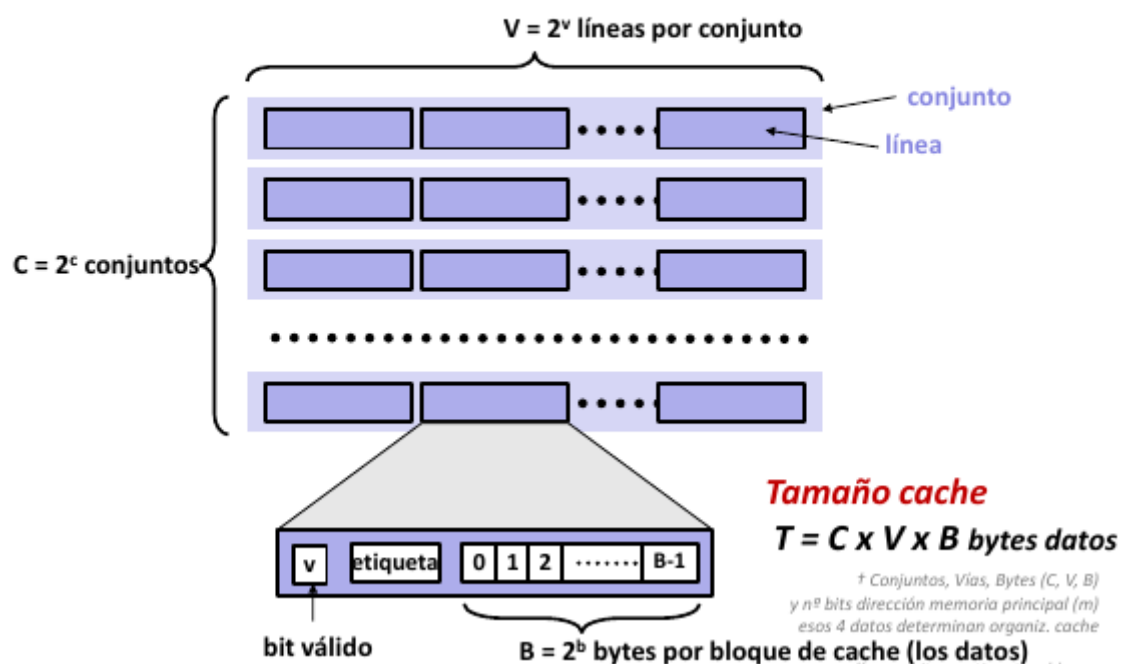 V = 2ᵛ líneas por conjunto
conjunto
línea
C = 2ᶜ conjuntos
Tamaño cache
T = C x V x B bytes datos
v
etiqueta
0 1 2 ······· B-1
† Conjuntos, Vías, Bytes (C, V, B)
y nº bits dirección memoria principal (m)
esos 4 datos determinan organiz. cache
bit válido
B = 2ᵇ bytes por bloque de cache (los datos)